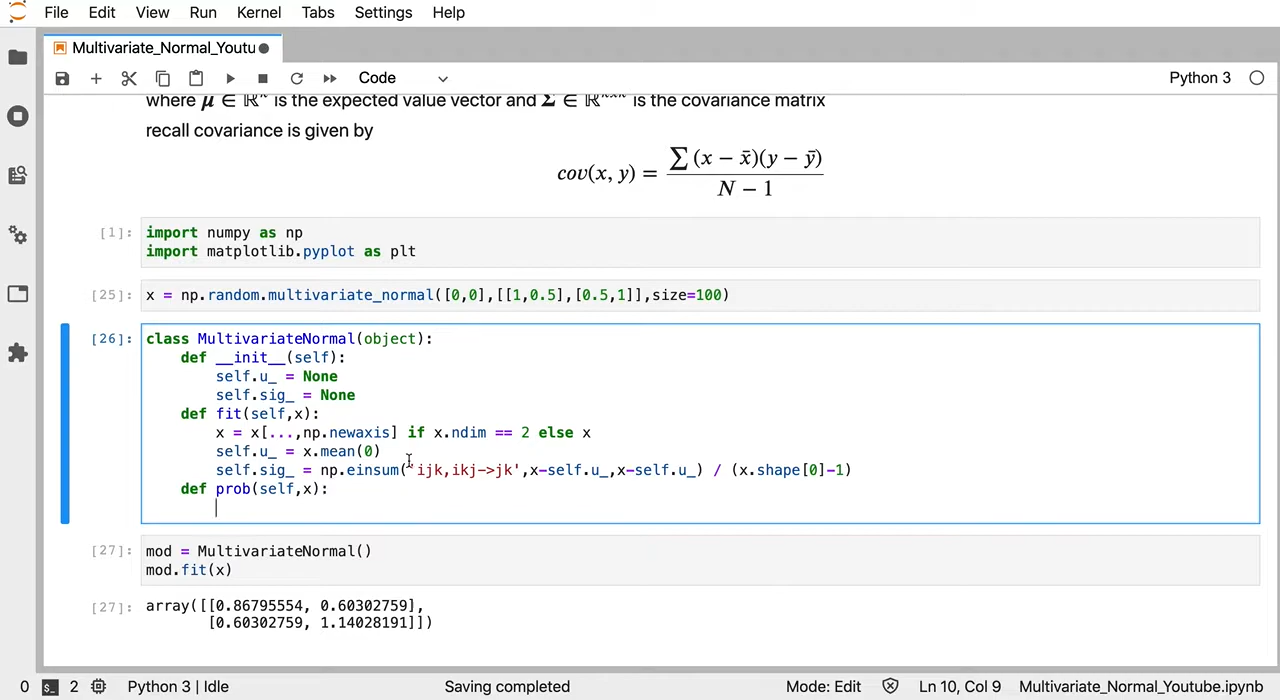 File Edit View Run Kernel Tabs Settings Help
Multivariate_Normal_Youtu
Code Python 3
where μ ∈ ℝⁿ is the expected value vector and Σ ∈ ℝⁿˣⁿ is the covariance matrix
recall covariance is given by
cov(x, y) = ∑ (x − x̄)(y − ȳ) / N − 1
[1]: import numpy as np
import matplotlib.pyplot as plt
[25]: x = np.random.multivariate_normal([0,0],[[1,0.5],[0.5,1]],size=100)
[26]: class MultivariateNormal(object):
def __init__(self):
self.u_ = None
self.sig_ = None
def fit(self,x):
x = x[...,np.newaxis] if x.ndim == 2 else x
self.u_ = x.mean(0)
self.sig_ = np.einsum('ijk,ikj->jk',x-self.u_,x-self.u_) / (x.shape[0]-1)
def prob(self,x):
[27]: mod = MultivariateNormal()
mod.fit(x)
[27]: array([[0.86795554, 0.60302759],
[0.60302759, 1.14028191]])
0 $_ 2 Python 3 | Idle Saving completed Mode: Edit Ln 10, Col 9 Multivariate_Normal_Youtube.ipynb